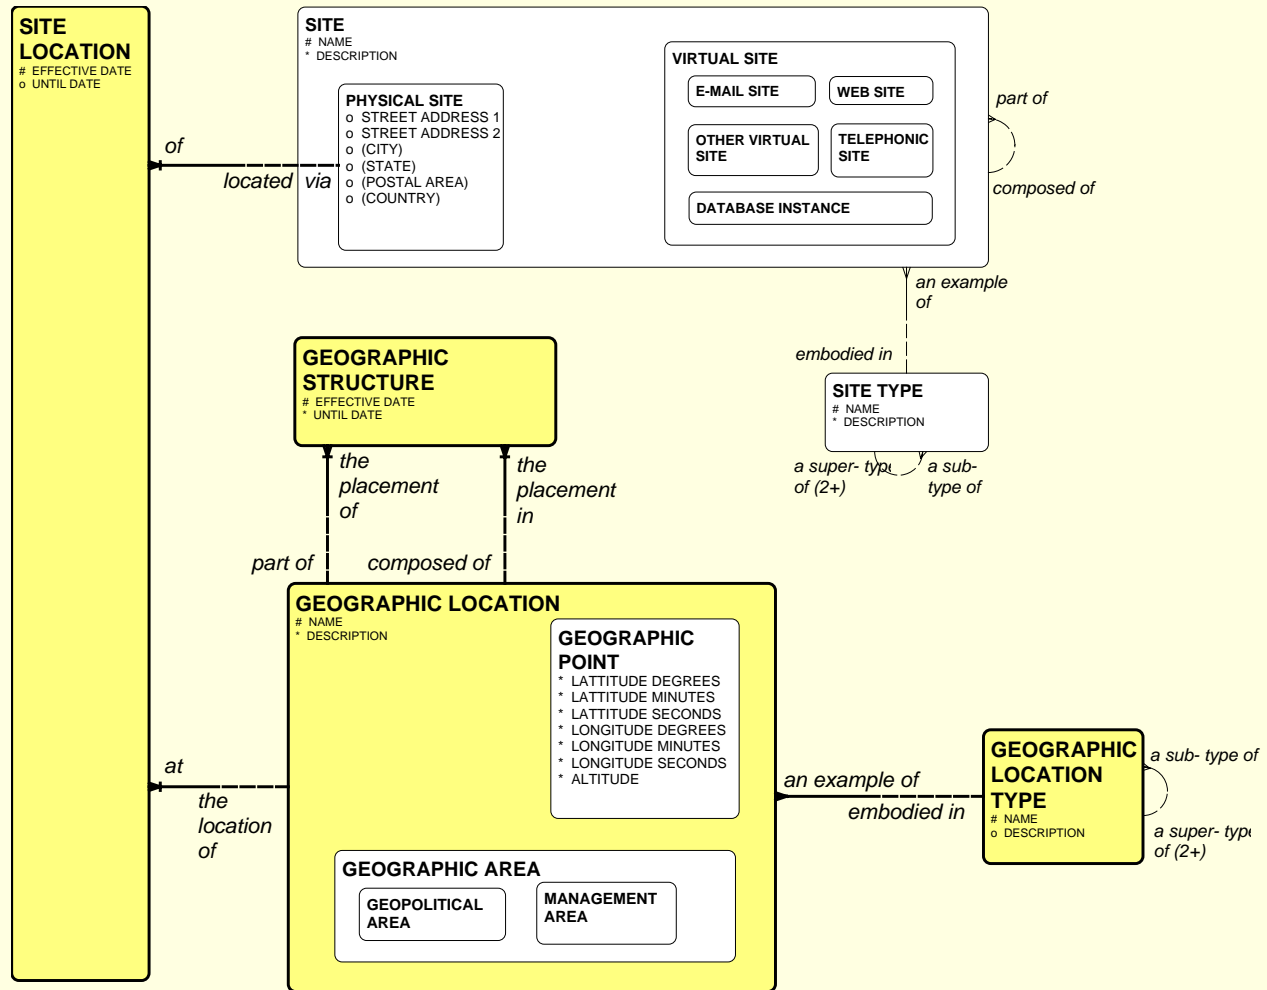 SITE
LOCATION
# EFFECTIVE DATE
o UNTIL DATE
SITE
# NAME
* DESCRIPTION
PHYSICAL SITE
o STREET ADDRESS 1
o STREET ADDRESS 2
o (CITY)
o (STATE)
o (POSTAL AREA)
o (COUNTRY)
VIRTUAL SITE
E-MAIL SITE
WEB SITE
OTHER VIRTUAL
SITE
TELEPHONIC
SITE
DATABASE INSTANCE
part of
composed of
of
located via
an example
of
embodied in
SITE TYPE
# NAME
* DESCRIPTION
a super- type
of (2+)
a sub-
type of
GEOGRAPHIC
STRUCTURE
# EFFECTIVE DATE
* UNTIL DATE
the
placement
of
the
placement
in
part of
composed of
GEOGRAPHIC LOCATION
# NAME
* DESCRIPTION
GEOGRAPHIC
POINT
* LATTITUDE DEGREES
* LATTITUDE MINUTES
* LATTITUDE SECONDS
* LONGITUDE DEGREES
* LONGITUDE MINUTES
* LONGITUDE SECONDS
* ALTITUDE
GEOGRAPHIC AREA
GEOPOLITICAL
AREA
MANAGEMENT
AREA
at
the
location
of
an example of
embodied in
GEOGRAPHIC
LOCATION
TYPE
# NAME
o DESCRIPTION
a sub- type of
a super- type
of (2+)